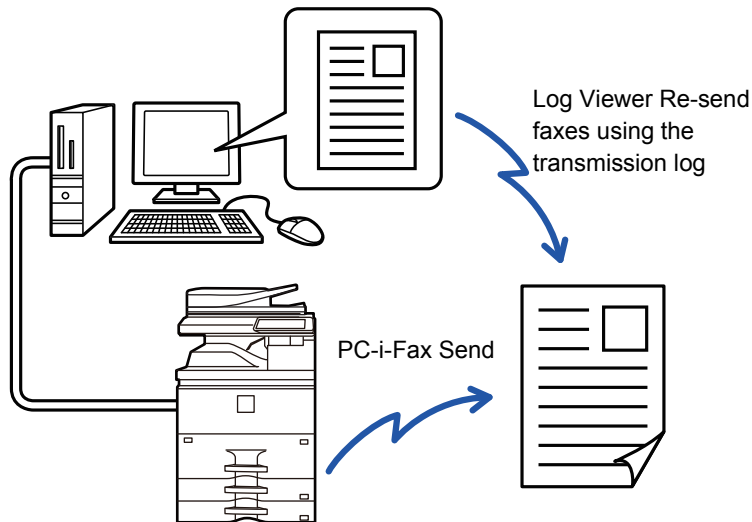 Log Viewer Re-send
faxes using the
transmission log
PC-i-Fax Send